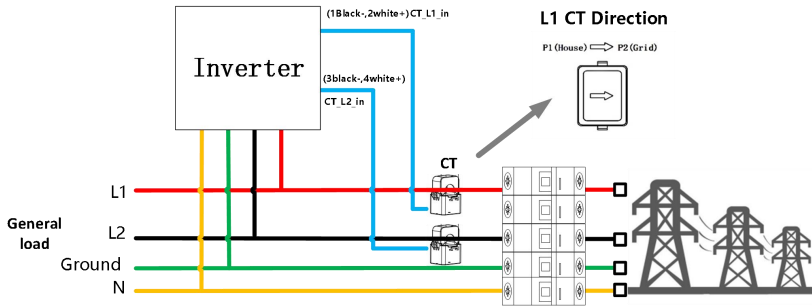 (1Black-,2white+)CT_L1_in
L1 CT Direction
P1(House) P2(Grid)
Inverter
(3black-,4white+)
CT_L2_in
CT
L1
General
load
L2
Ground
N